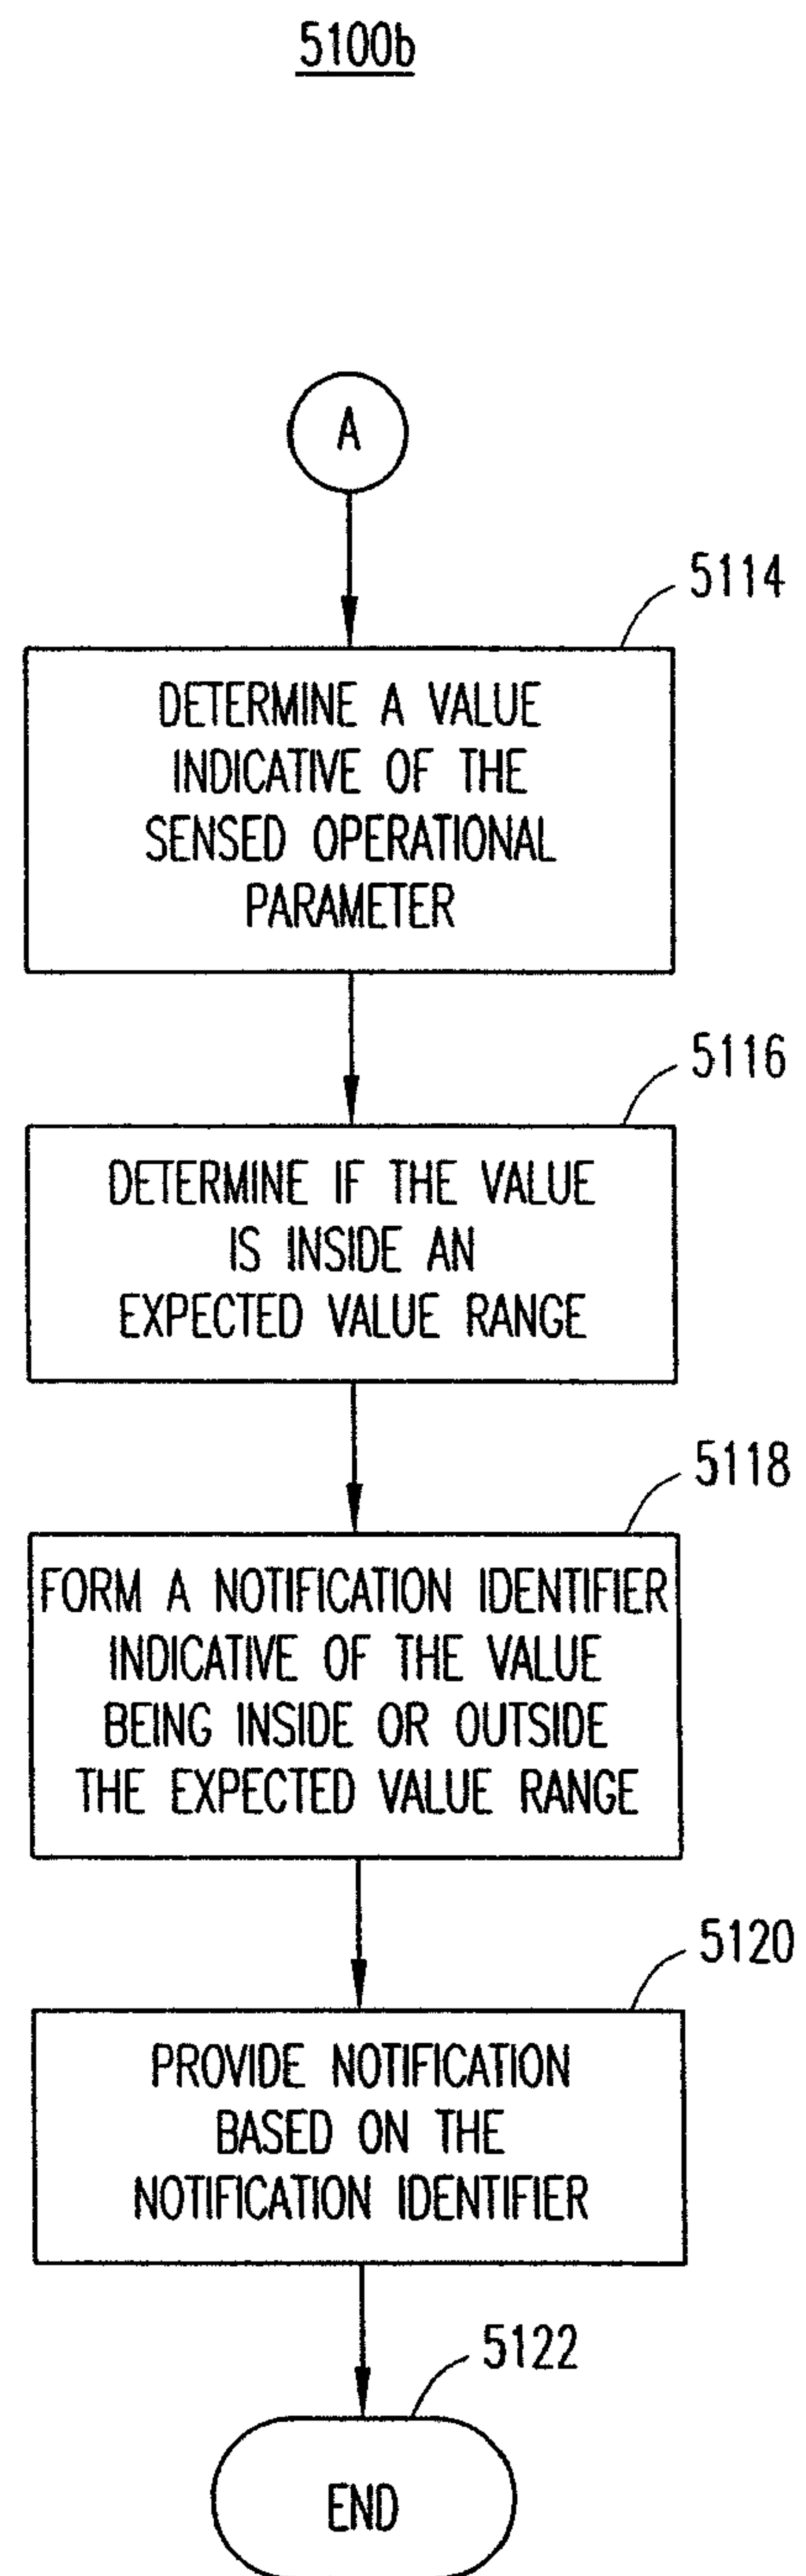 5100b
A
5114
DETERMINE A VALUE
INDICATIVE OF THE
SENSED OPERATIONAL
PARAMETER
5116
DETERMINE IF THE VALUE
IS INSIDE AN
EXPECTED VALUE RANGE
5118
FORM A NOTIFICATION IDENTIFIER
INDICATIVE OF THE VALUE
BEING INSIDE OR OUTSIDE
THE EXPECTED VALUE RANGE
5120
PROVIDE NOTIFICATION
BASED ON THE
NOTIFICATION IDENTIFIER
5122
END